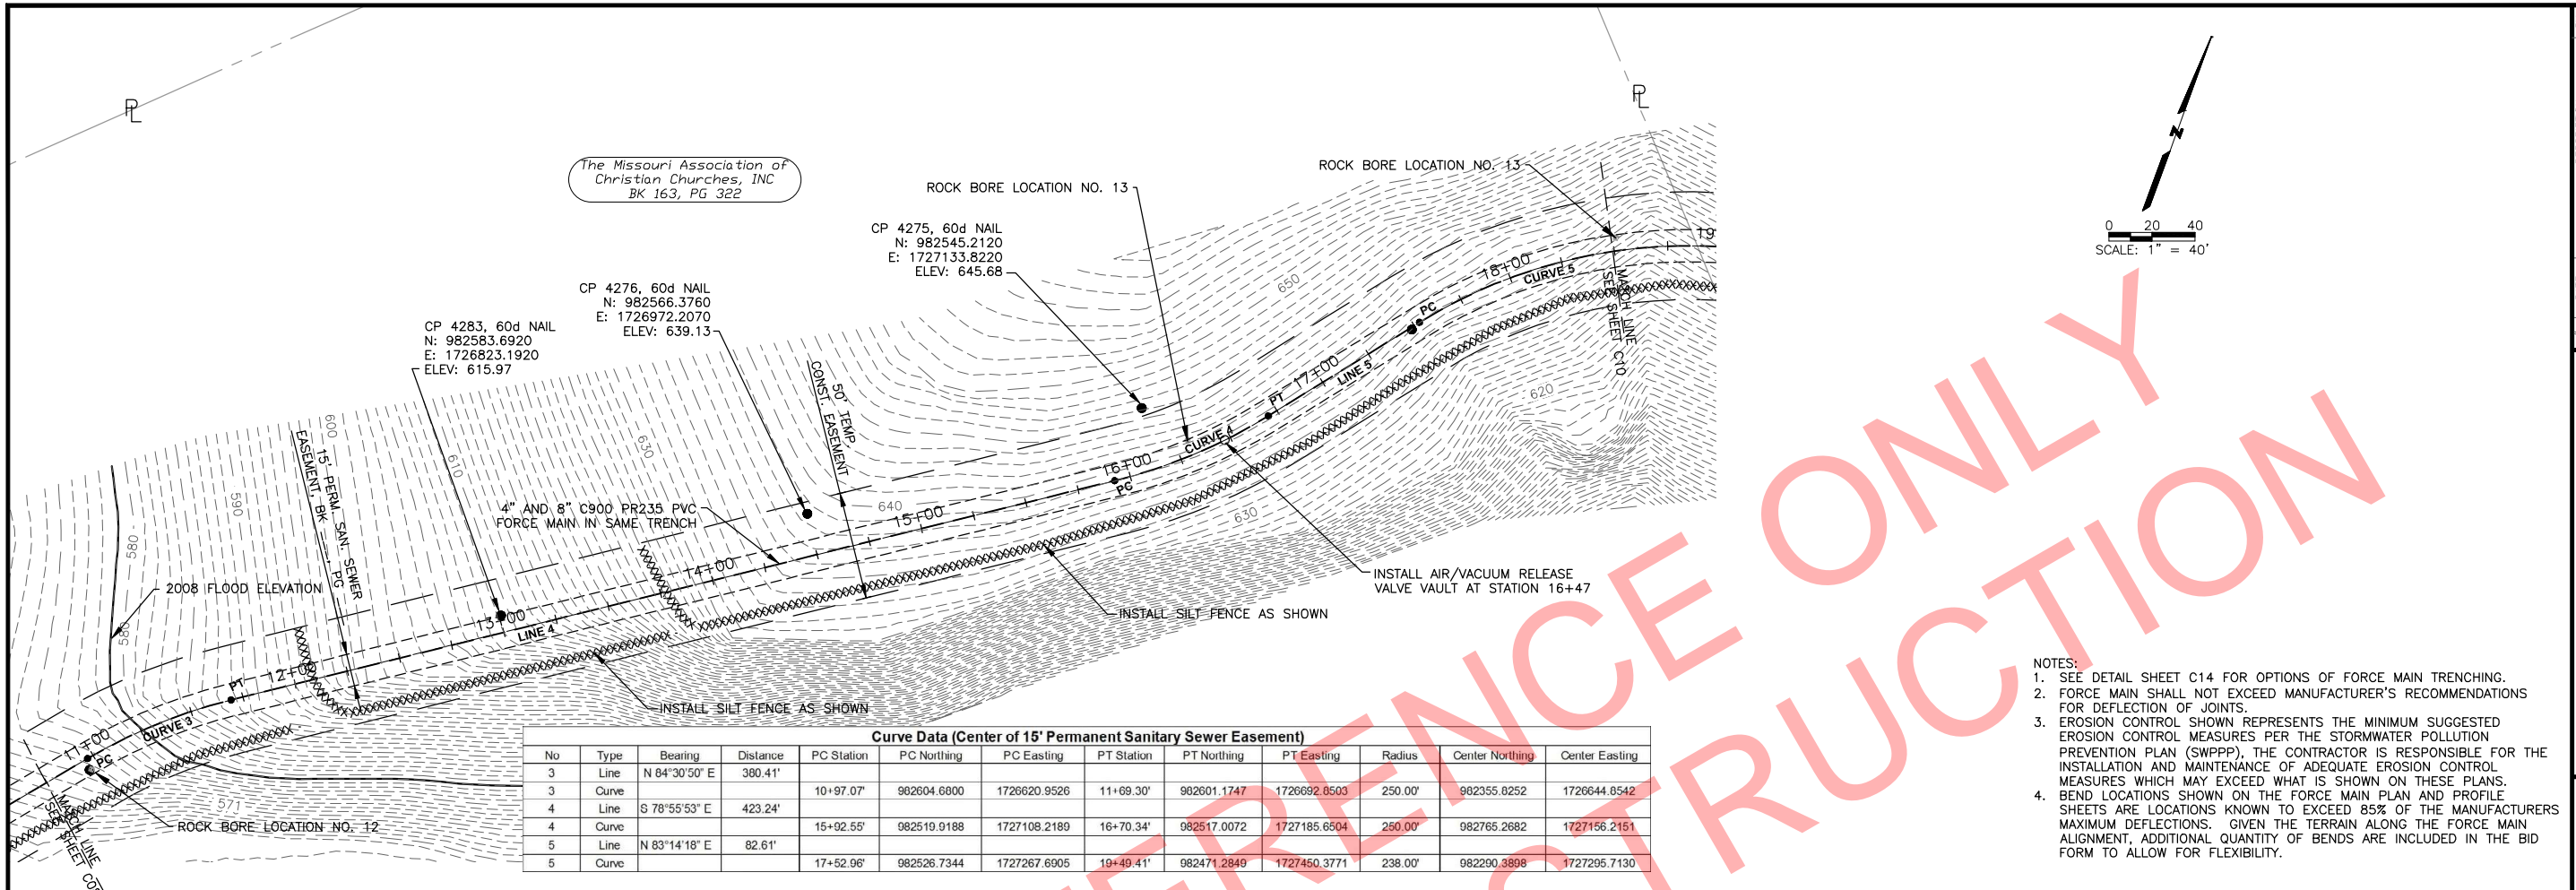 PL
PL
The Missouri Association of
Christian Churches, INC
BK 163, PG 322
ROCK BORE LOCATION NO. 13
ROCK BORE LOCATION NO. 13
N
0 20 40
SCALE: 1" = 40'
CP 4275, 60d NAIL
N: 982545.2120
E: 1727133.8220
ELEV: 645.68
CP 4276, 60d NAIL
N: 982566.3760
E: 1726972.2070
ELEV: 639.13
CP 4283, 60d NAIL
N: 982583.6920
E: 1726823.1920
ELEV: 615.97
50' TEMP
CONST. EASEMENT
15' PERM. SAN. SEWER
EASEMENT, BK ___, PG
4" AND 8" C900 PR235 PVC
FORCE MAIN IN SAME TRENCH
2008 FLOOD ELEVATION
580
580
590
600
610
630
640
650
620
630
571
11+00
PC
CURVE 3
PT
12+00
13+00
LINE 4
14+00
15+00
16+00
PC
CURVE 4
PT
17+00
LINE 5
PC
18+00
CURVE 5
19
MATCH LINE
SEE SHEET C10
MATCH LINE
SEE SHEET
ROCK BORE LOCATION NO. 12
INSTALL SILT FENCE AS SHOWN
INSTALL SILT FENCE AS SHOWN
INSTALL AIR/VACUUM RELEASE
VALVE VAULT AT STATION 16+47
Curve Data (Center of 15' Permanent Sanitary Sewer Easement)
No Type Bearing Distance PC Station PC Northing PC Easting PT Station PT Northing PT Easting Radius Center Northing Center Easting
3 Line N 84°30'50" E 380.41'
3 Curve 10+97.07' 982604.6800 1726620.9526 11+69.30' 982601.1747 1726692.8503 250.00' 982355.8252 1726644.8542
4 Line S 78°55'53" E 423.24'
4 Curve 15+92.55' 982519.9188 1727108.2189 16+70.34' 982517.0072 1727185.6504 250.00' 982765.2682 1727156.2151
5 Line N 83°14'18" E 82.61'
5 Curve 17+52.96' 982526.7344 1727267.6905 19+49.41' 982471.2849 1727450.3771 238.00' 982290.3898 1727295.7130
NOTES:
1. SEE DETAIL SHEET C14 FOR OPTIONS OF FORCE MAIN TRENCHING.
2. FORCE MAIN SHALL NOT EXCEED MANUFACTURER'S RECOMMENDATIONS
FOR DEFLECTION OF JOINTS.
3. EROSION CONTROL SHOWN REPRESENTS THE MINIMUM SUGGESTED
EROSION CONTROL MEASURES PER THE STORMWATER POLLUTION
PREVENTION PLAN (SWPPP), THE CONTRACTOR IS RESPONSIBLE FOR THE
INSTALLATION AND MAINTENANCE OF ADEQUATE EROSION CONTROL
MEASURES WHICH MAY EXCEED WHAT IS SHOWN ON THESE PLANS.
4. BEND LOCATIONS SHOWN ON THE FORCE MAIN PLAN AND PROFILE
SHEETS ARE LOCATIONS KNOWN TO EXCEED 85% OF THE MANUFACTURERS
MAXIMUM DEFLECTIONS. GIVEN THE TERRAIN ALONG THE FORCE MAIN
ALIGNMENT, ADDITIONAL QUANTITY OF BENDS ARE INCLUDED IN THE BID
FORM TO ALLOW FOR FLEXIBILITY.
ERENCE ONLY
TRUCTION